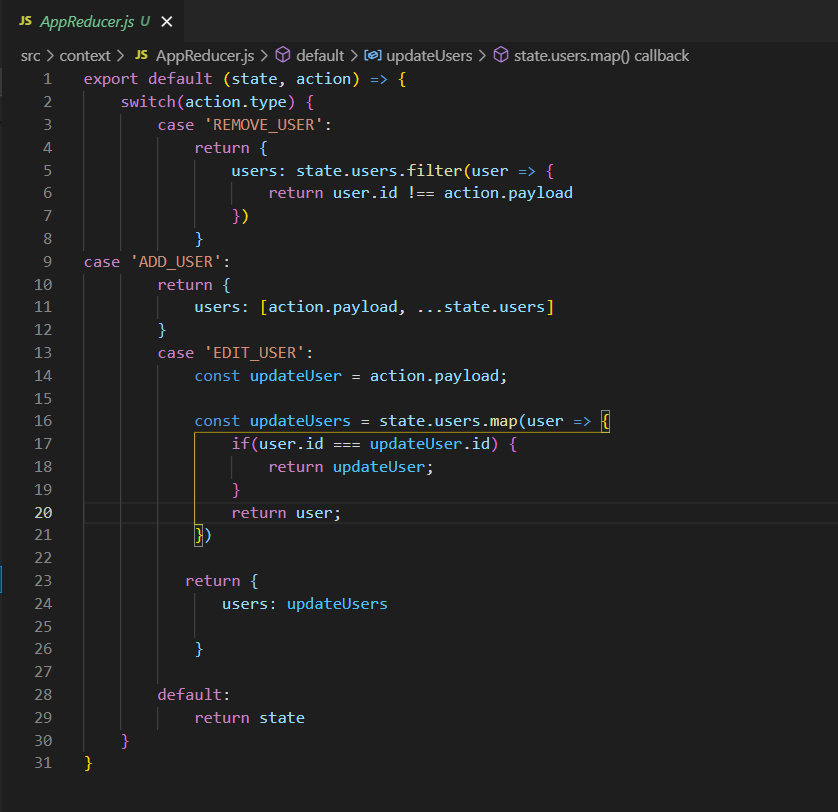 JS AppReducer.js U ×
src > context > JS AppReducer.js > default > updateUsers > state.users.map() callback
1 export default (state, action) => {
2 switch(action.type) {
3 case 'REMOVE_USER':
4 return {
5 users: state.users.filter(user => {
6 return user.id !== action.payload
7 })
8 }
9 case 'ADD_USER':
10 return {
11 users: [action.payload, ...state.users]
12 }
13 case 'EDIT_USER':
14 const updateUser = action.payload;
15
16 const updateUsers = state.users.map(user => {
17 if(user.id === updateUser.id) {
18 return updateUser;
19 }
20 return user;
21 })
22
23 return {
24 users: updateUsers
25
26 }
27
28 default:
29 return state
30 }
31 }